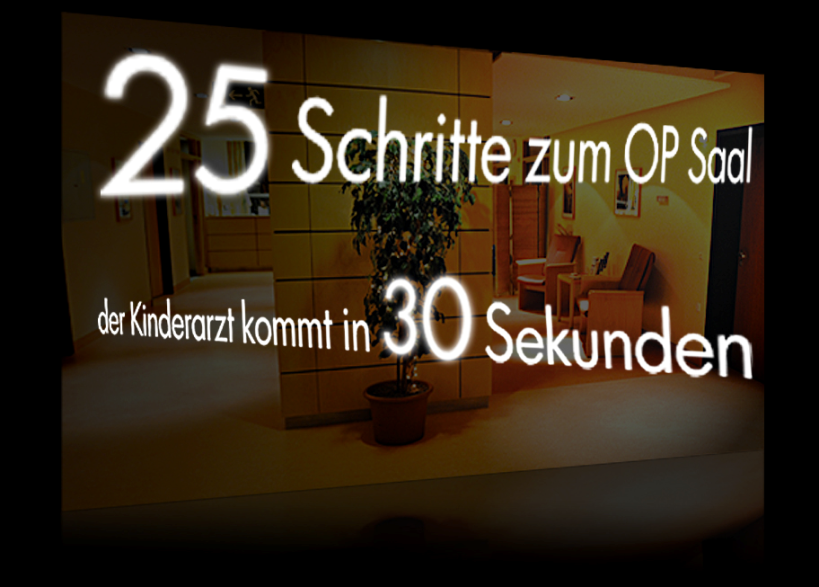 25 Schritte zum OP Saal
der Kinderarzt kommt in 30 Sekunden